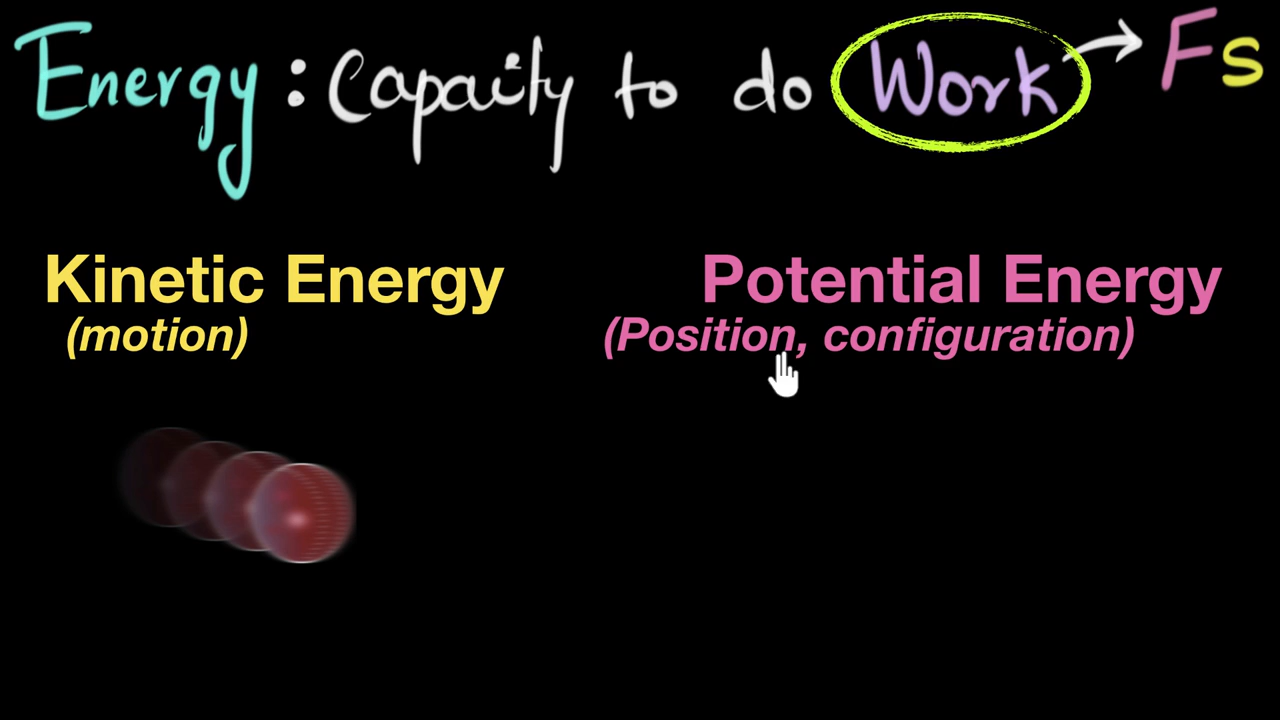 Energy : Capacity to do Work → Fs
Kinetic Energy
(motion)
Potential Energy
(Position, configuration)